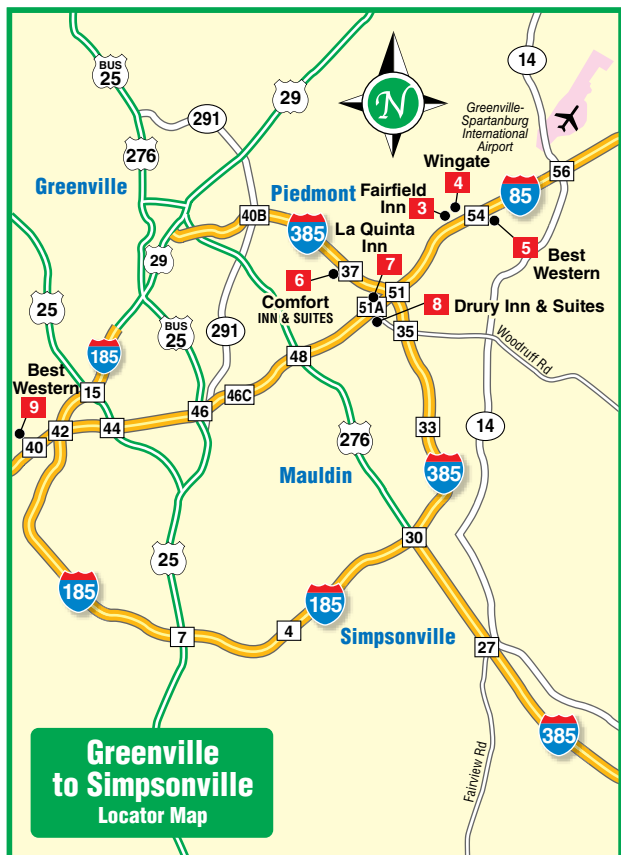 BUS
25
29
14
291
N
Greenville-
Spartanburg
International
Airport
276
Greenville
Wingate
56
Piedmont
Fairfield
Inn
3
4
85
40B
385
54
La Quinta
Inn
5
Best
Western
29
6
37
7
51
Comfort
INN & SUITES
51A
8
Drury Inn & Suites
25
BUS
25
291
35
Woodruff Rd
185
48
Best
Western
15
9
46C
46
14
40
42
44
33
276
Mauldin
385
30
25
185
185
7
4
Simpsonville
27
385
Fairview Rd
Greenville
to Simpsonville
Locator Map